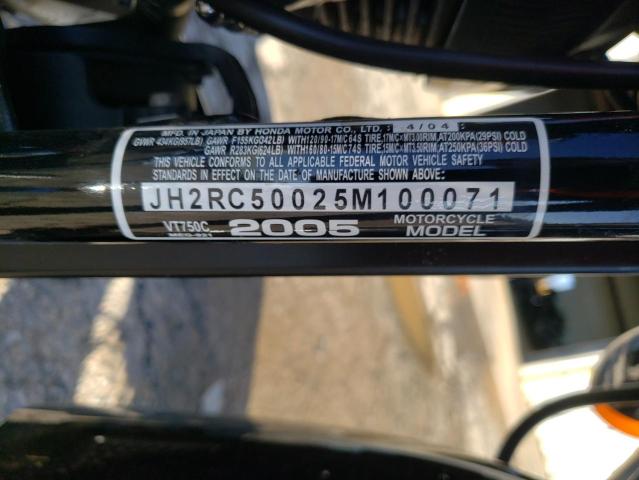 MFD. IN JAPAN BY HONDA MOTOR CO., LTD. 4/04
GVWR 434KG(957LB) GAWR F155KG(342LB) WITH120/90-17MC 64S TIRE,17MC×MT3.00RIM,AT200KPA(29PSI) COLD
GAWR R283KG(624LB) WITH160/80-15MC 74S TIRE,15MC×MT3.50RIM,AT250KPA(36PSI) COLD
THIS VEHICLE CONFORMS TO ALL APPLICABLE FEDERAL MOTOR VEHICLE SAFETY
STANDARDS IN EFFECT ON THE DATE OF MANUFACTURE SHOWN ABOVE.
JH2RC50025M100071
VT750C 2005 MOTORCYCLE
MODEL